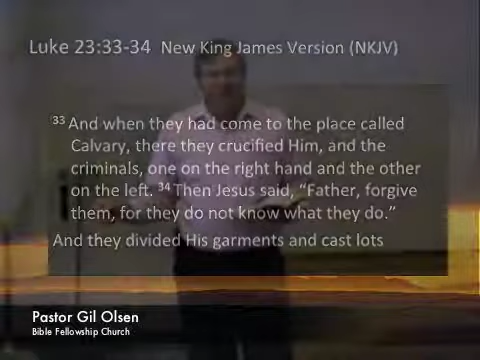 Luke 23:33-34 New King James Version (NKJV)
33 And when they had come to the place called
Calvary, there they crucified Him, and the
criminals, one on the right hand and the other
on the left. 34 Then Jesus said, “Father, forgive
them, for they do not know what they do.”
And they divided His garments and cast lots
Pastor Gil Olsen
Bible Fellowship Church